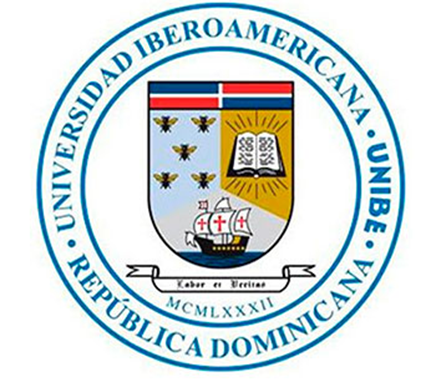 UNIVERSIDAD IBEROAMERICANA · UNIBE ·
Labor et Veritas
MCMLXXXII
REPÚBLICA DOMINICANA ·